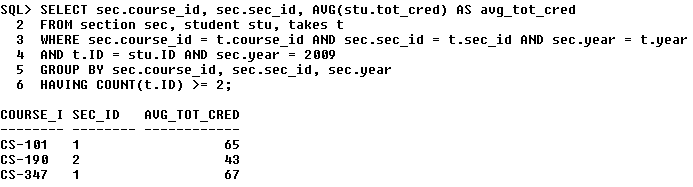 SQL> SELECT sec.course_id, sec.sec_id, AVG(stu.tot_cred) AS avg_tot_cred
2 FROM section sec, student stu, takes t
3 WHERE sec.course_id = t.course_id AND sec.sec_id = t.sec_id AND sec.year = t.year
4 AND t.ID = stu.ID AND sec.year = 2009
5 GROUP BY sec.course_id, sec.sec_id, sec.year
6 HAVING COUNT(t.ID) >= 2;
COURSE_I SEC_ID AVG_TOT_CRED
-------- -------- ------------
CS-101 1 65
CS-190 2 43
CS-347 1 67